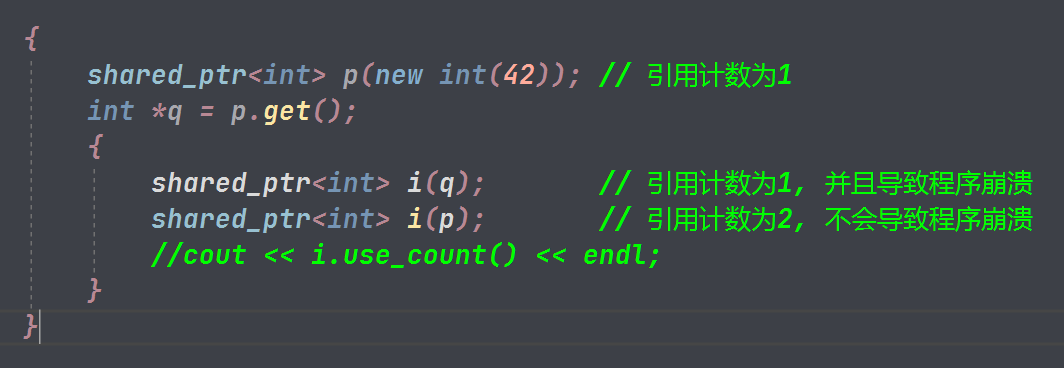 {
shared_ptr<int> p(new int(42)); // 引用计数为1
int *q = p.get();
{
shared_ptr<int> i(q); // 引用计数为1, 并且导致程序崩溃
shared_ptr<int> i(p); // 引用计数为2, 不会导致程序崩溃
//cout << i.use_count() << endl;
}
}